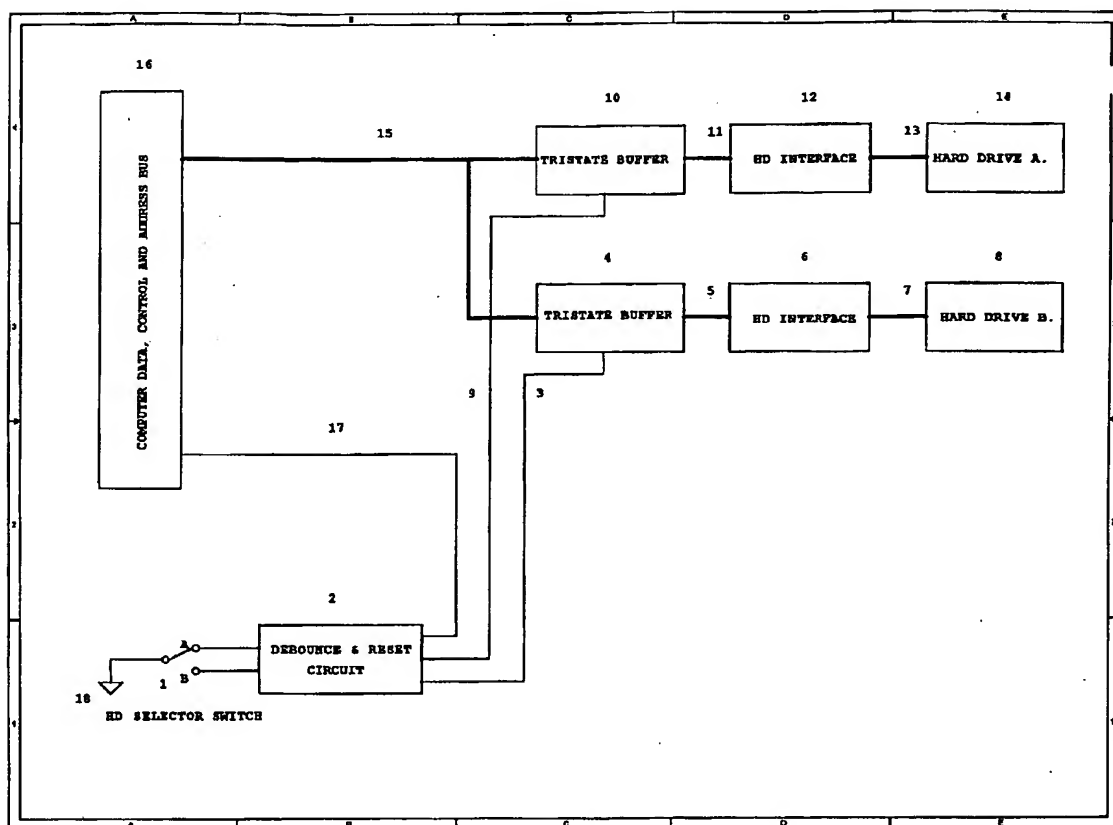 A B C D E
16
10 12 14
15 11 13
TRISTATE BUFFER HD INTERFACE HARD DRIVE A.
COMPUTER DATA, CONTROL AND ADDRESS BUS
4 6 8
5 7
TRISTATE BUFFER HD INTERFACE HARD DRIVE B.
9 3
17
2
DEBOUNCE & RESET
CIRCUIT
A
B
1
18
HD SELECTOR SWITCH